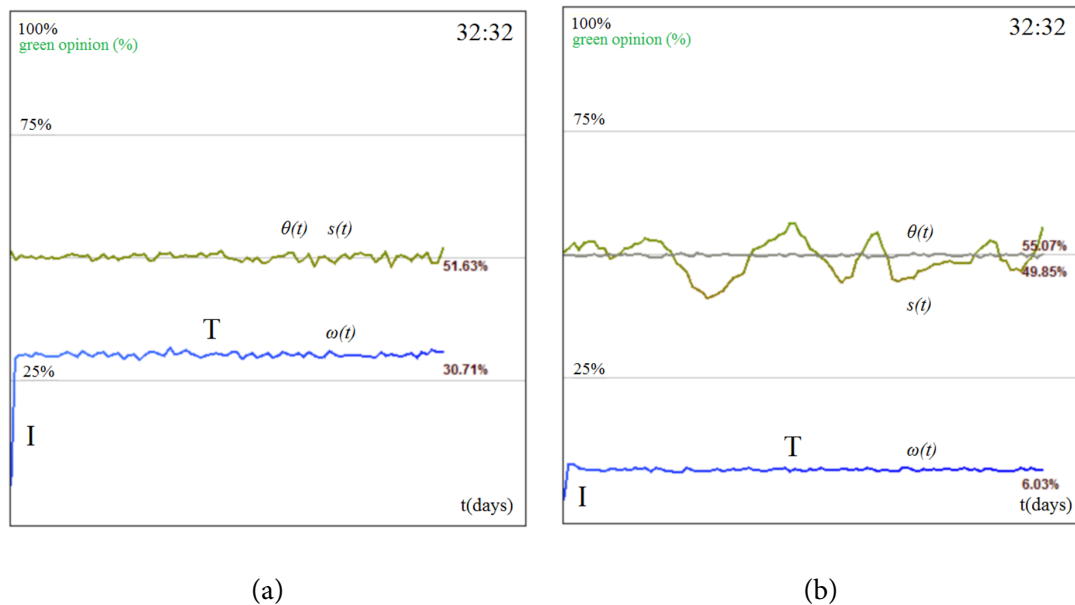 100%
32:32
green opinion (%)
75%
θ(t) s(t)
51.63%
T
ω(t)
30.71%
25%
I
t(days)
(a)
100%
32:32
green opinion (%)
75%
θ(t)
55.07%
49.85%
s(t)
25%
T
ω(t)
6.03%
I
t(days)
(b)